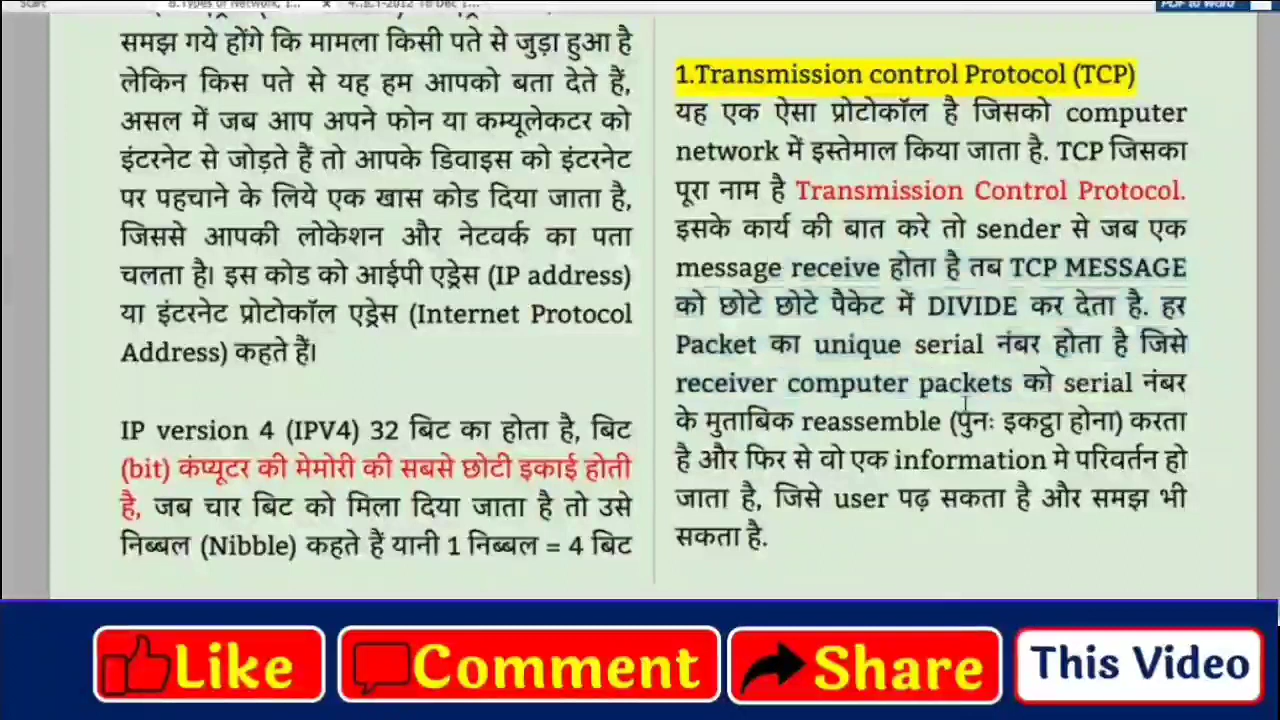 समझ गये होंगे कि मामला किसी पते से जुड़ा हुआ है
लेकिन किस पते से यह हम आपको बता देते हैं,
असल में जब आप अपने फोन या कम्यूलेकटर को
इंटरनेट से जोड़ते हैं तो आपके डिवाइस को इंटरनेट
पर पहचाने के लिये एक खास कोड दिया जाता है,
जिससे आपकी लोकेशन और नेटवर्क का पता
चलता है। इस कोड को आईपी एड्रेस (IP address)
या इंटरनेट प्रोटोकॉल एड्रेस (Internet Protocol
Address) कहते हैं।
IP version 4 (IPV4) 32 बिट का होता है, बिट
(bit) कंप्यूटर की मेमोरी की सबसे छोटी इकाई होती
है, जब चार बिट को मिला दिया जाता है तो उसे
निब्बल (Nibble) कहते हैं यानी 1 निब्बल = 4 बिट
1.Transmission control Protocol (TCP)
यह एक ऐसा प्रोटोकॉल है जिसको computer
network में इस्तेमाल किया जाता है. TCP जिसका
पूरा नाम है Transmission Control Protocol.
इसके कार्य की बात करे तो sender से जब एक
message receive होता है तब TCP MESSAGE
को छोटे छोटे पैकेट में DIVIDE कर देता है. हर
Packet का unique serial नंबर होता है जिसे
receiver computer packets को serial नंबर
के मुताबिक reassemble (पुनः इकट्ठा होना) करता
है और फिर से वो एक information मे परिवर्तन हो
जाता है, जिसे user पढ़ सकता है और समझ भी
सकता है.
Like
Comment
Share
This Video